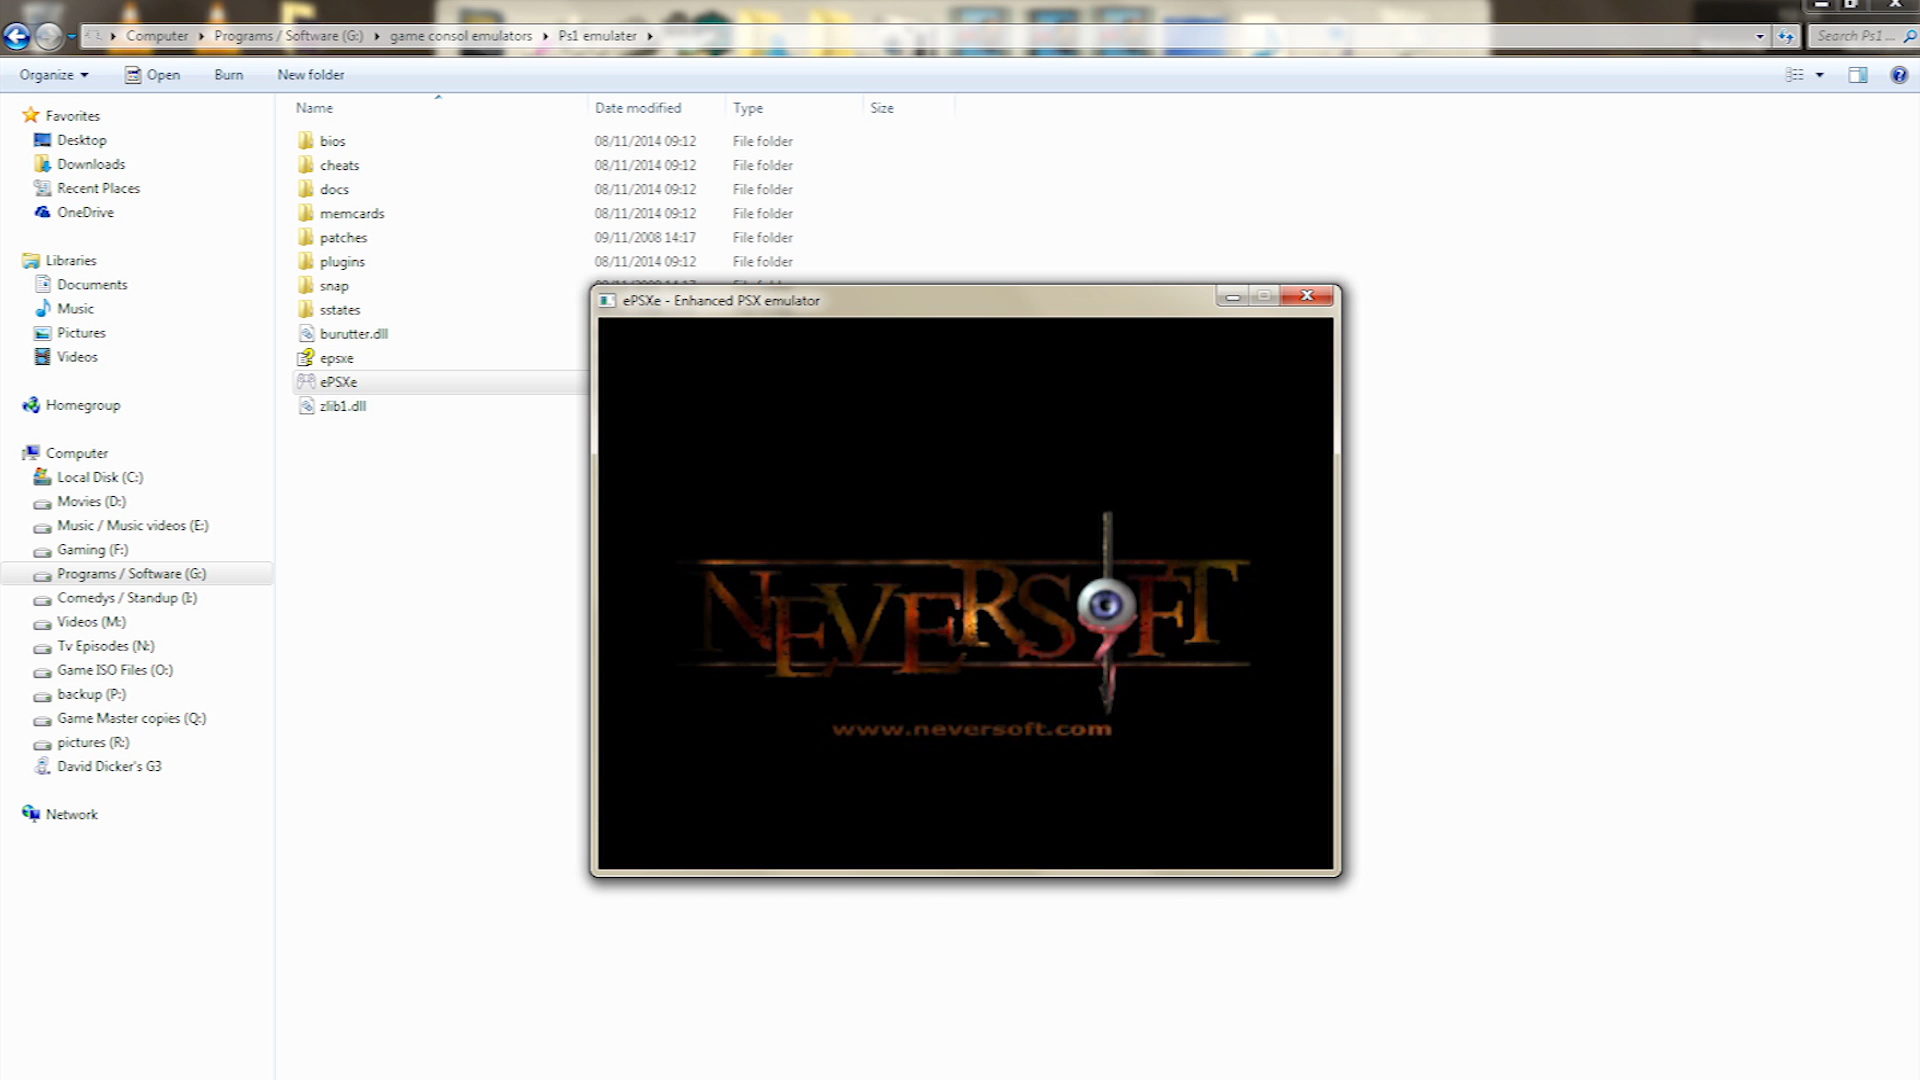 Computer ▸ Programs / Software (G:) ▸ game consol emulators ▸ Ps1 emulater ▸
Search Ps1 ...
Organize Open Burn New folder
Favorites
Desktop
Downloads
Recent Places
OneDrive
Libraries
Documents
Music
Pictures
Videos
Homegroup
Computer
Local Disk (C:)
Movies (D:)
Music / Music videos (E:)
Gaming (F:)
Programs / Software (G:)
Comedys / Standup (I:)
Videos (M:)
Tv Episodes (N:)
Game ISO Files (O:)
backup (P:)
Game Master copies (Q:)
pictures (R:)
David Dicker's G3
Network
Name Date modified Type Size
bios 08/11/2014 09:12 File folder
cheats 08/11/2014 09:12 File folder
docs 08/11/2014 09:12 File folder
memcards 08/11/2014 09:12 File folder
patches 09/11/2008 14:17 File folder
plugins 08/11/2014 09:12 File folder
snap
sstates
burutter.dll
epsxe
ePSXe
zlib1.dll
ePSXe - Enhanced PSX emulator
NEVERSOFT
www.neversoft.com